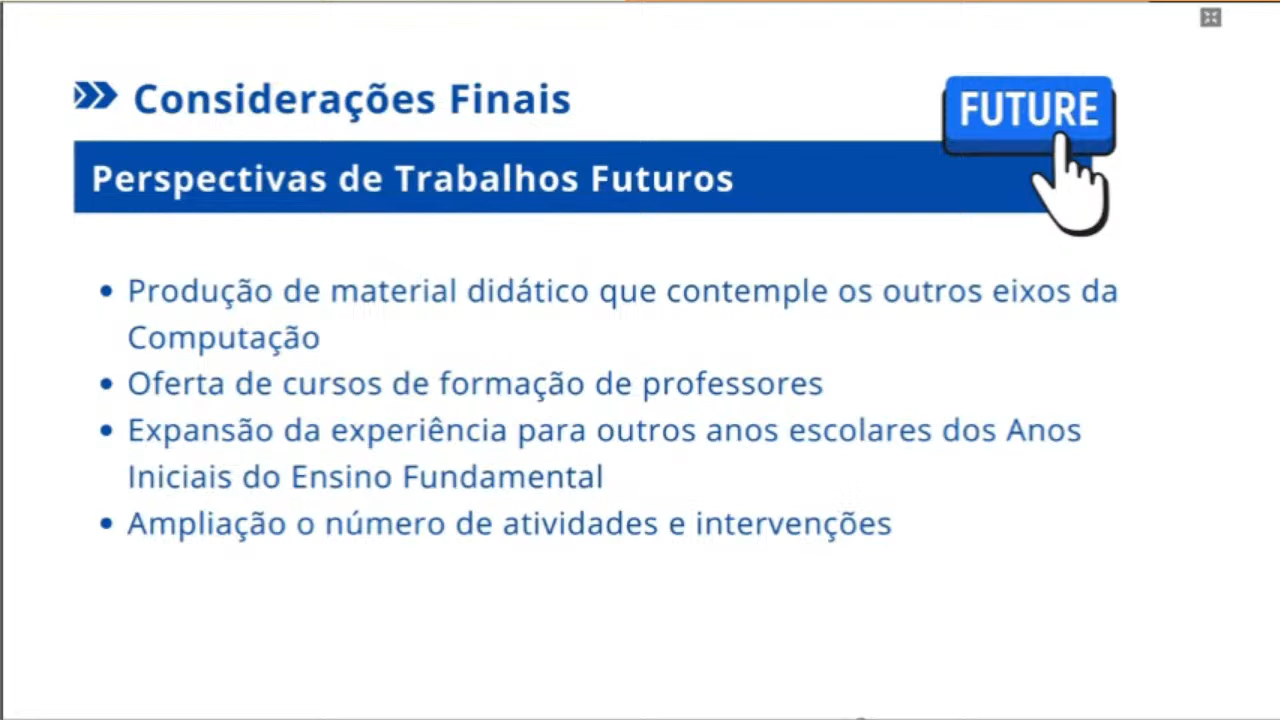 Considerações Finais
FUTURE
Perspectivas de Trabalhos Futuros
• Produção de material didático que contemple os outros eixos da
Computação
• Oferta de cursos de formação de professores
• Expansão da experiência para outros anos escolares dos Anos
Iniciais do Ensino Fundamental
• Ampliação o número de atividades e intervenções